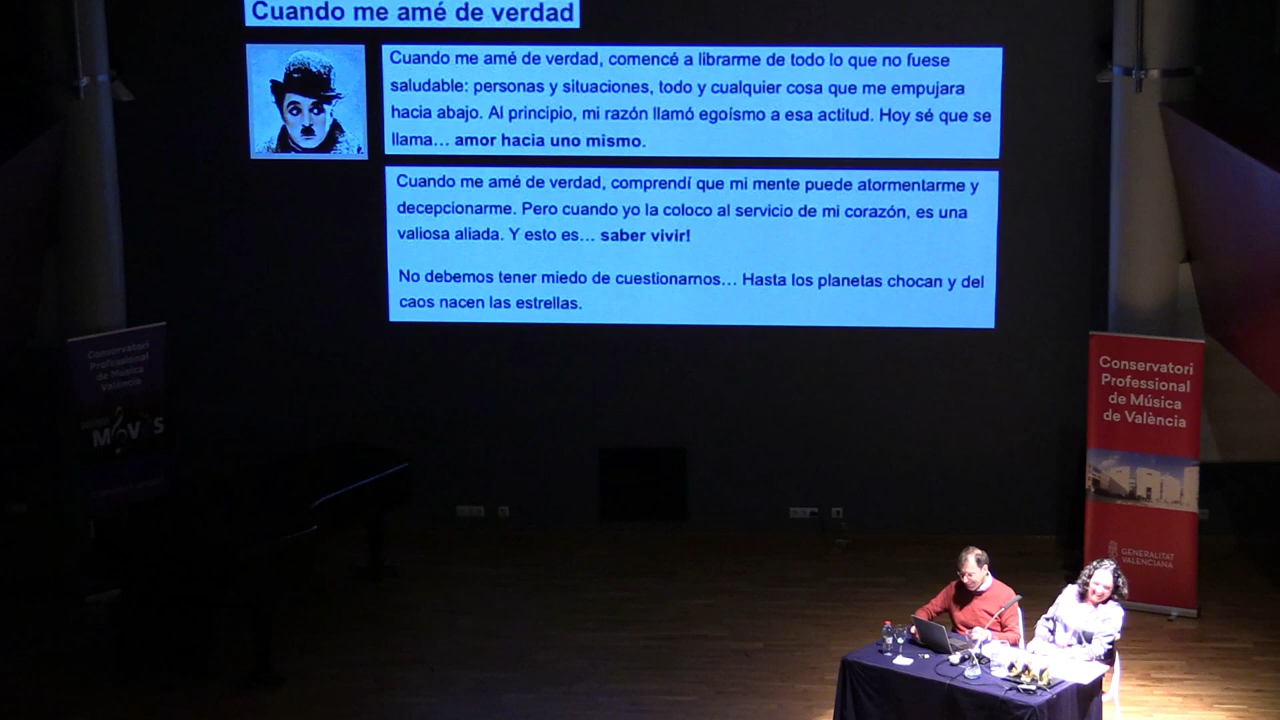 Cuando me amé de verdad
Cuando me amé de verdad, comencé a librarme de todo lo que no fuese
saludable: personas y situaciones, todo y cualquier cosa que me empujara
hacia abajo. Al principio, mi razón llamó egoísmo a esa actitud. Hoy sé que se
llama… amor hacia uno mismo.
Cuando me amé de verdad, comprendí que mi mente puede atormentarme y
decepcionarme. Pero cuando yo la coloco al servicio de mi corazón, es una
valiosa aliada. Y esto es… saber vivir!
No debemos tener miedo de cuestionarnos… Hasta los planetas chocan y del
caos nacen las estrellas.
Conservatori
Professional
de Música
València
Conservatori
Professional
de Música
de València
GENERALITAT
VALENCIANA